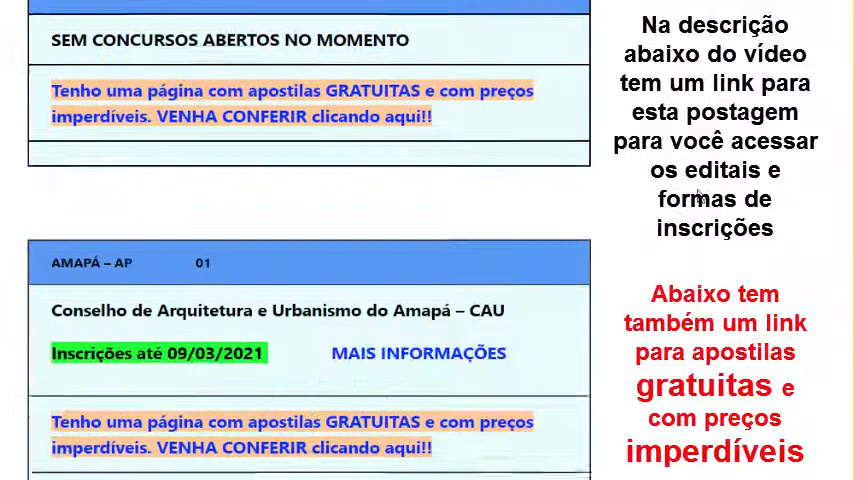 SEM CONCURSOS ABERTOS NO MOMENTO
Tenho uma página com apostilas GRATUITAS e com preços
imperdíveis. VENHA CONFERIR clicando aqui!!
AMAPÁ – AP 01
Conselho de Arquitetura e Urbanismo do Amapá – CAU
Inscrições até 09/03/2021 MAIS INFORMAÇÕES
Tenho uma página com apostilas GRATUITAS e com preços
imperdíveis. VENHA CONFERIR clicando aqui!!
Na descrição
abaixo do vídeo
tem um link para
esta postagem
para você acessar
os editais e
formas de
inscrições
Abaixo tem
também um link
para apostilas
gratuitas e
com preços
imperdíveis